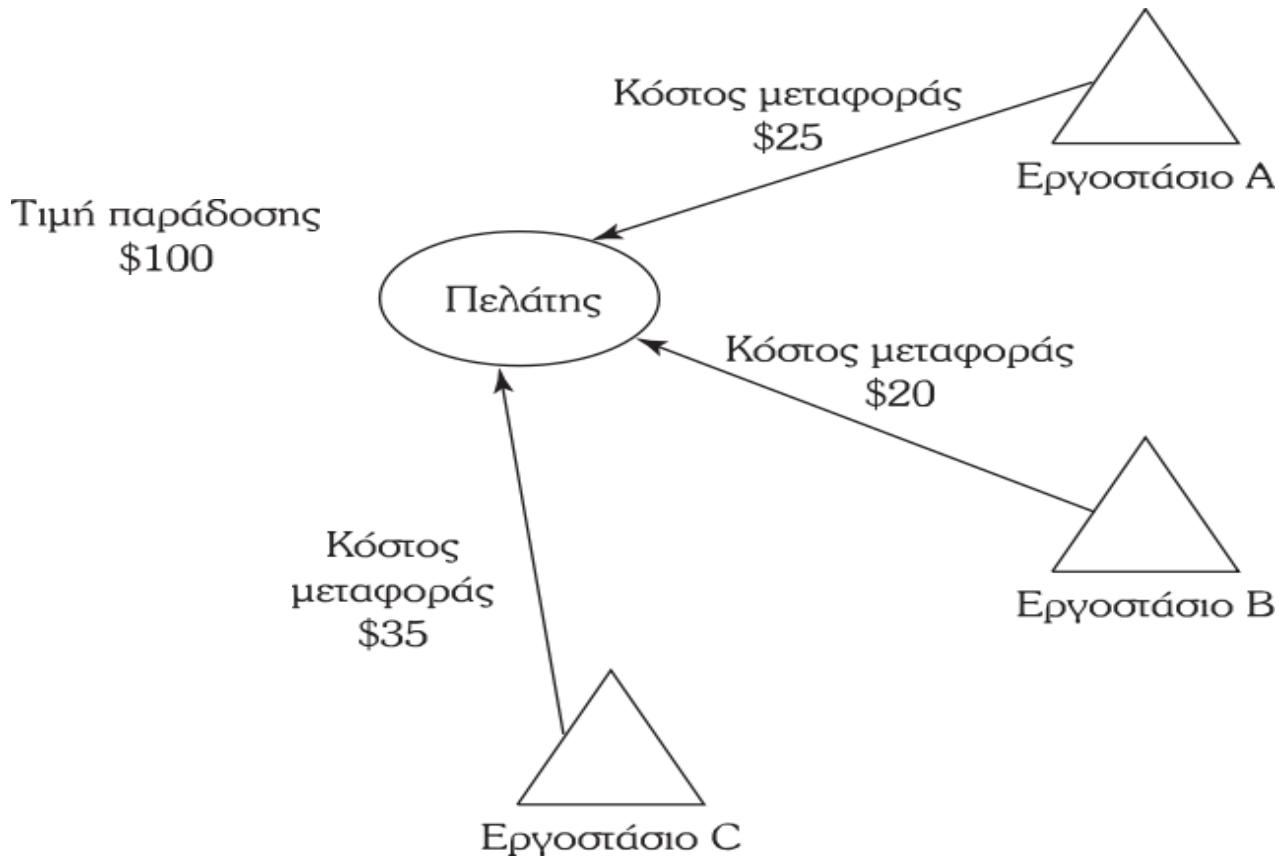 Κόστος μεταφοράς
$25
Εργοστάσιο A
Τιμή παράδοσης
$100
Πελάτης
Κόστος μεταφοράς
$20
Εργοστάσιο B
Κόστος
μεταφοράς
$35
Εργοστάσιο C